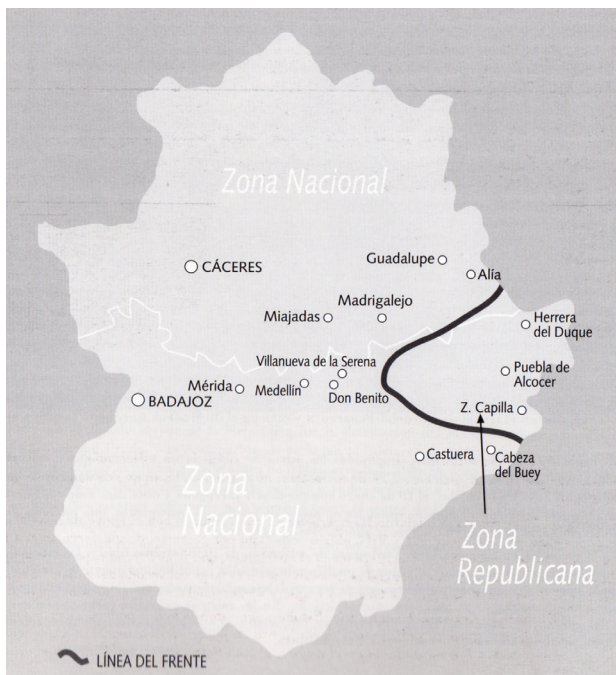 Zona Nacional
Guadalupe
CÁCERES
Alía
Madrigalejo
Miajadas
Herrera
del Duque
Villanueva de la Serena
Puebla de
Alcocer
Mérida
Medellín
Don Benito
BADAJOZ
Z. Capilla
Castuera
Cabeza
del Buey
Zona
Nacional
Zona
Republicana
LÍNEA DEL FRENTE